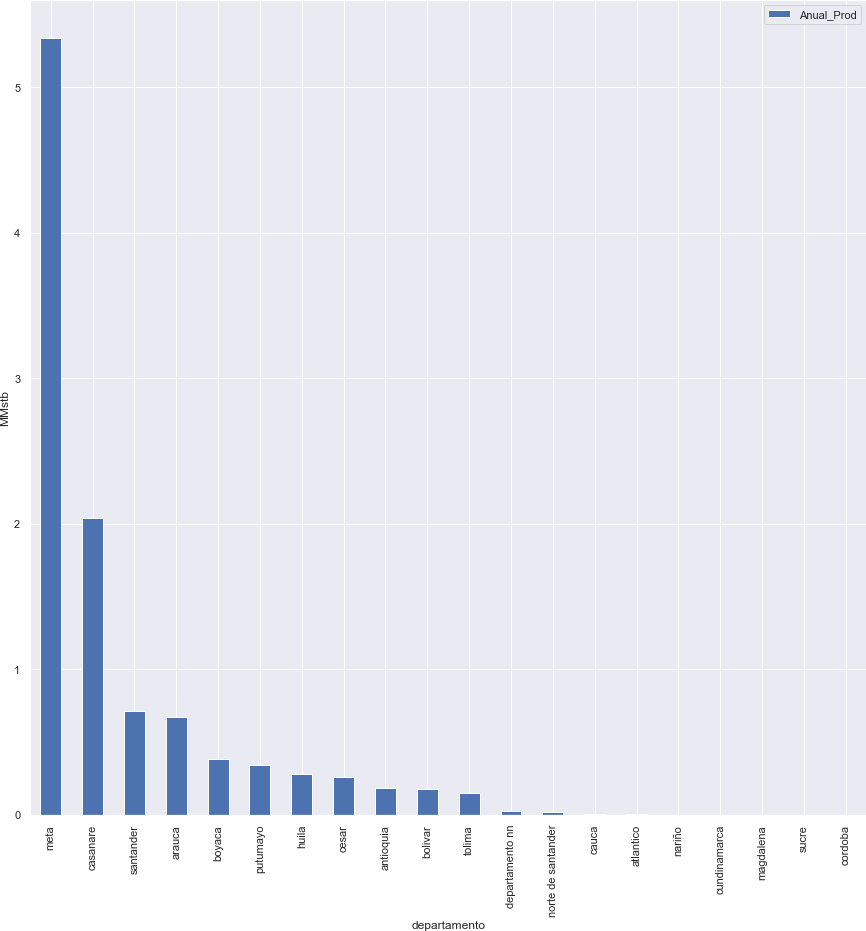 Anual_Prod
5
4
3
2
1
0
MMstb
meta
casanare
santander
arauca
boyaca
putumayo
huila
cesar
antioquia
bolivar
tolima
departamento nn
norte de santander
cauca
atlantico
nariño
cundinamarca
magdalena
sucre
cordoba
departamento